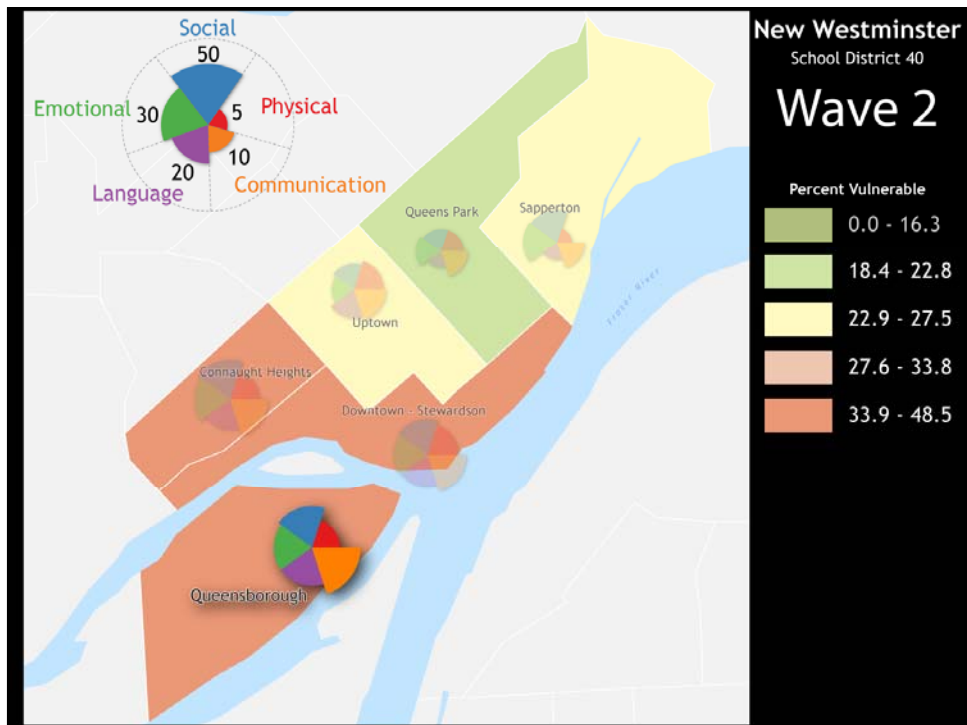 Social
50
Emotional
30
5
Physical
20
10
Language
Communication
New Westminster
School District 40
Wave 2
Percent Vulnerable
0.0 - 16.3
18.4 - 22.8
22.9 - 27.5
27.6 - 33.8
33.9 - 48.5
Queens Park
Sapperton
Uptown
Fraser River
Connaught Heights
Downtown - Stewardson
Queensborough